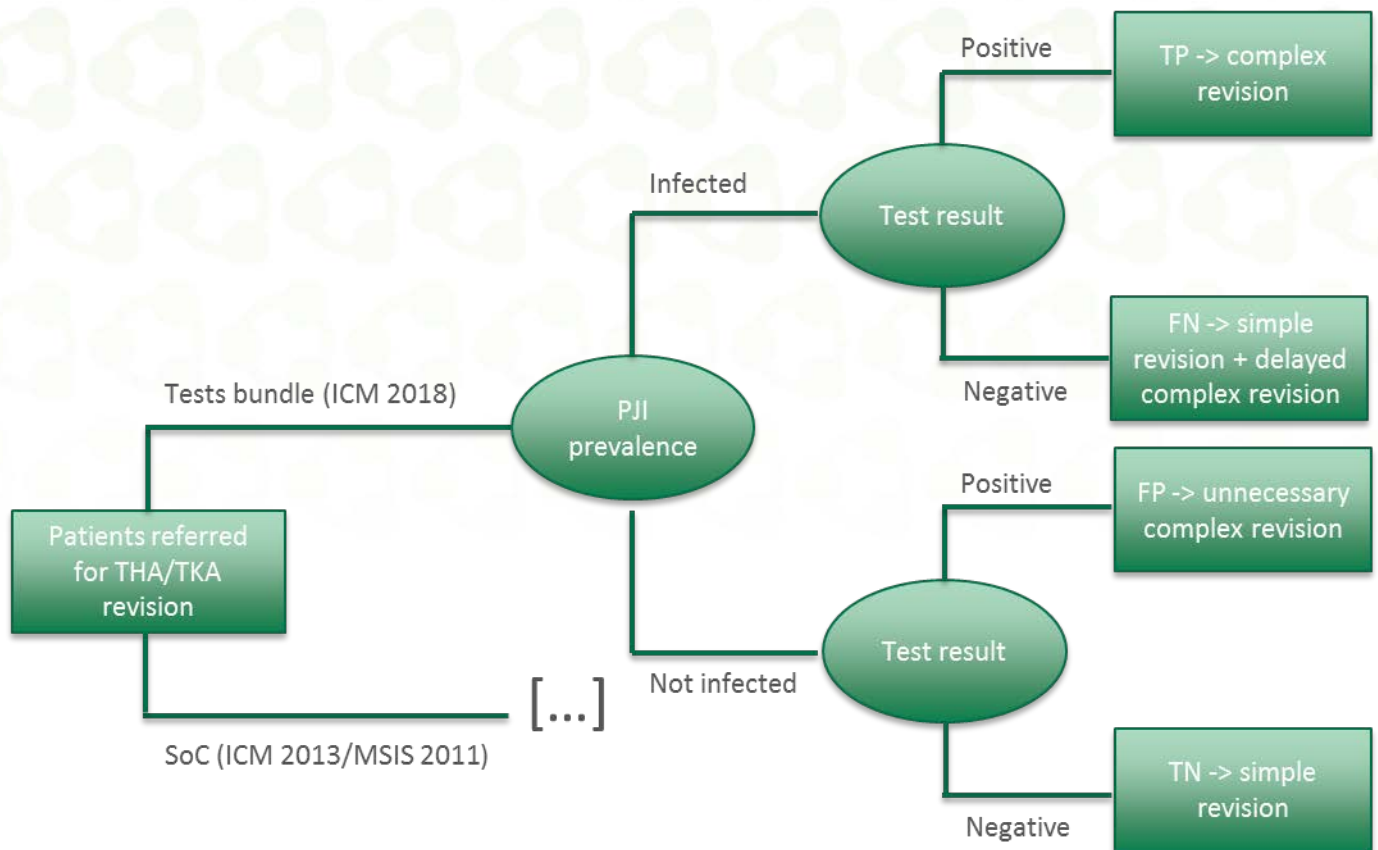 Positive
TP -> complex
revision
Infected
Test result
FN -> simple
revision + delayed
complex revision
Negative
Tests bundle (ICM 2018)
PJI
prevalence
Positive
FP -> unnecessary
complex revision
Patients referred
for THA/TKA
revision
Test result
Not infected
[...]
SoC (ICM 2013/MSIS 2011)
TN -> simple
revision
Negative